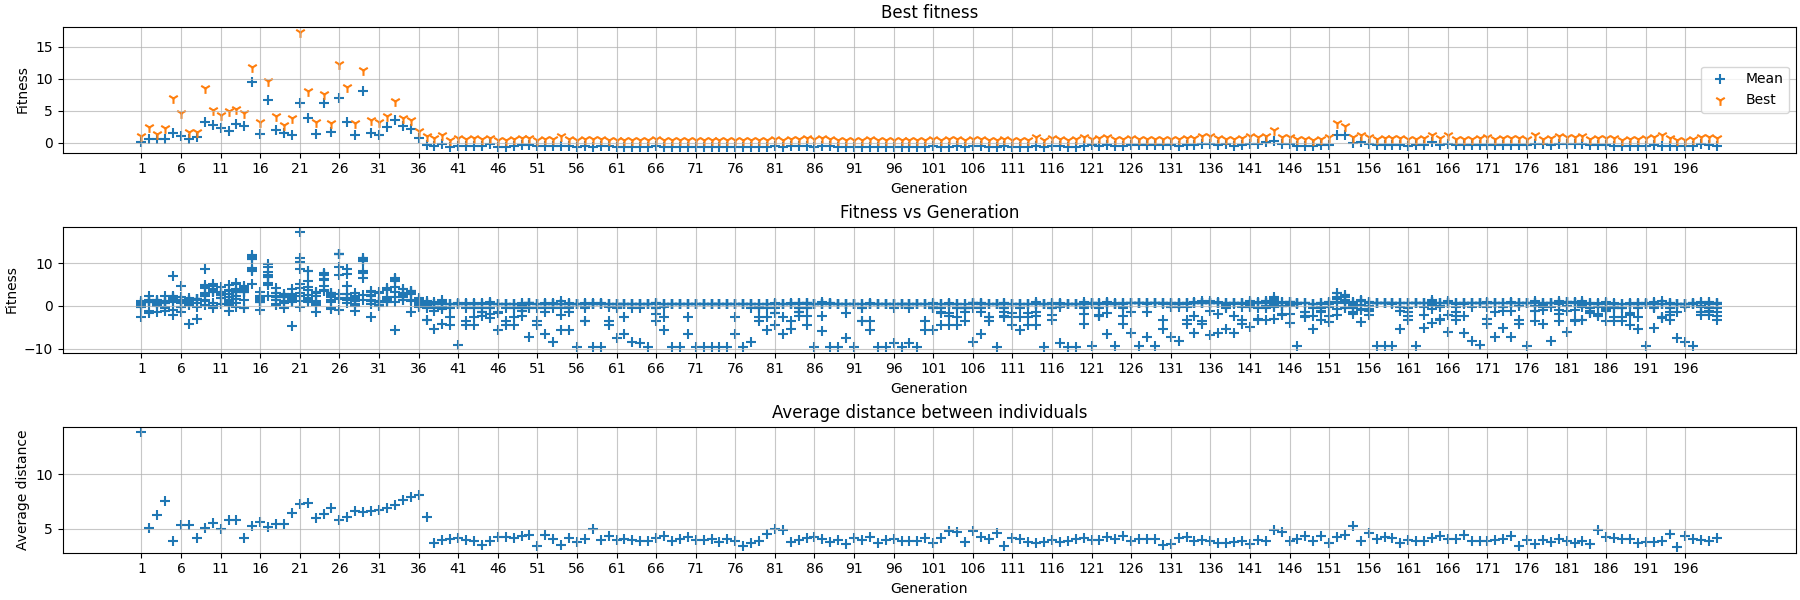 Best fitness
15
10
5
0
Fitness
Mean
Best
1 6 11 16 21 26 31 36 41 46 51 56 61 66 71 76 81 86 91 96 101 106 111 116 121 126 131 136 141 146 151 156 161 166 171 176 181 186 191 196
Generation
Fitness vs Generation
10
0
−10
Fitness
1 6 11 16 21 26 31 36 41 46 51 56 61 66 71 76 81 86 91 96 101 106 111 116 121 126 131 136 141 146 151 156 161 166 171 176 181 186 191 196
Generation
Average distance between individuals
10
5
Average distance
1 6 11 16 21 26 31 36 41 46 51 56 61 66 71 76 81 86 91 96 101 106 111 116 121 126 131 136 141 146 151 156 161 166 171 176 181 186 191 196
Generation